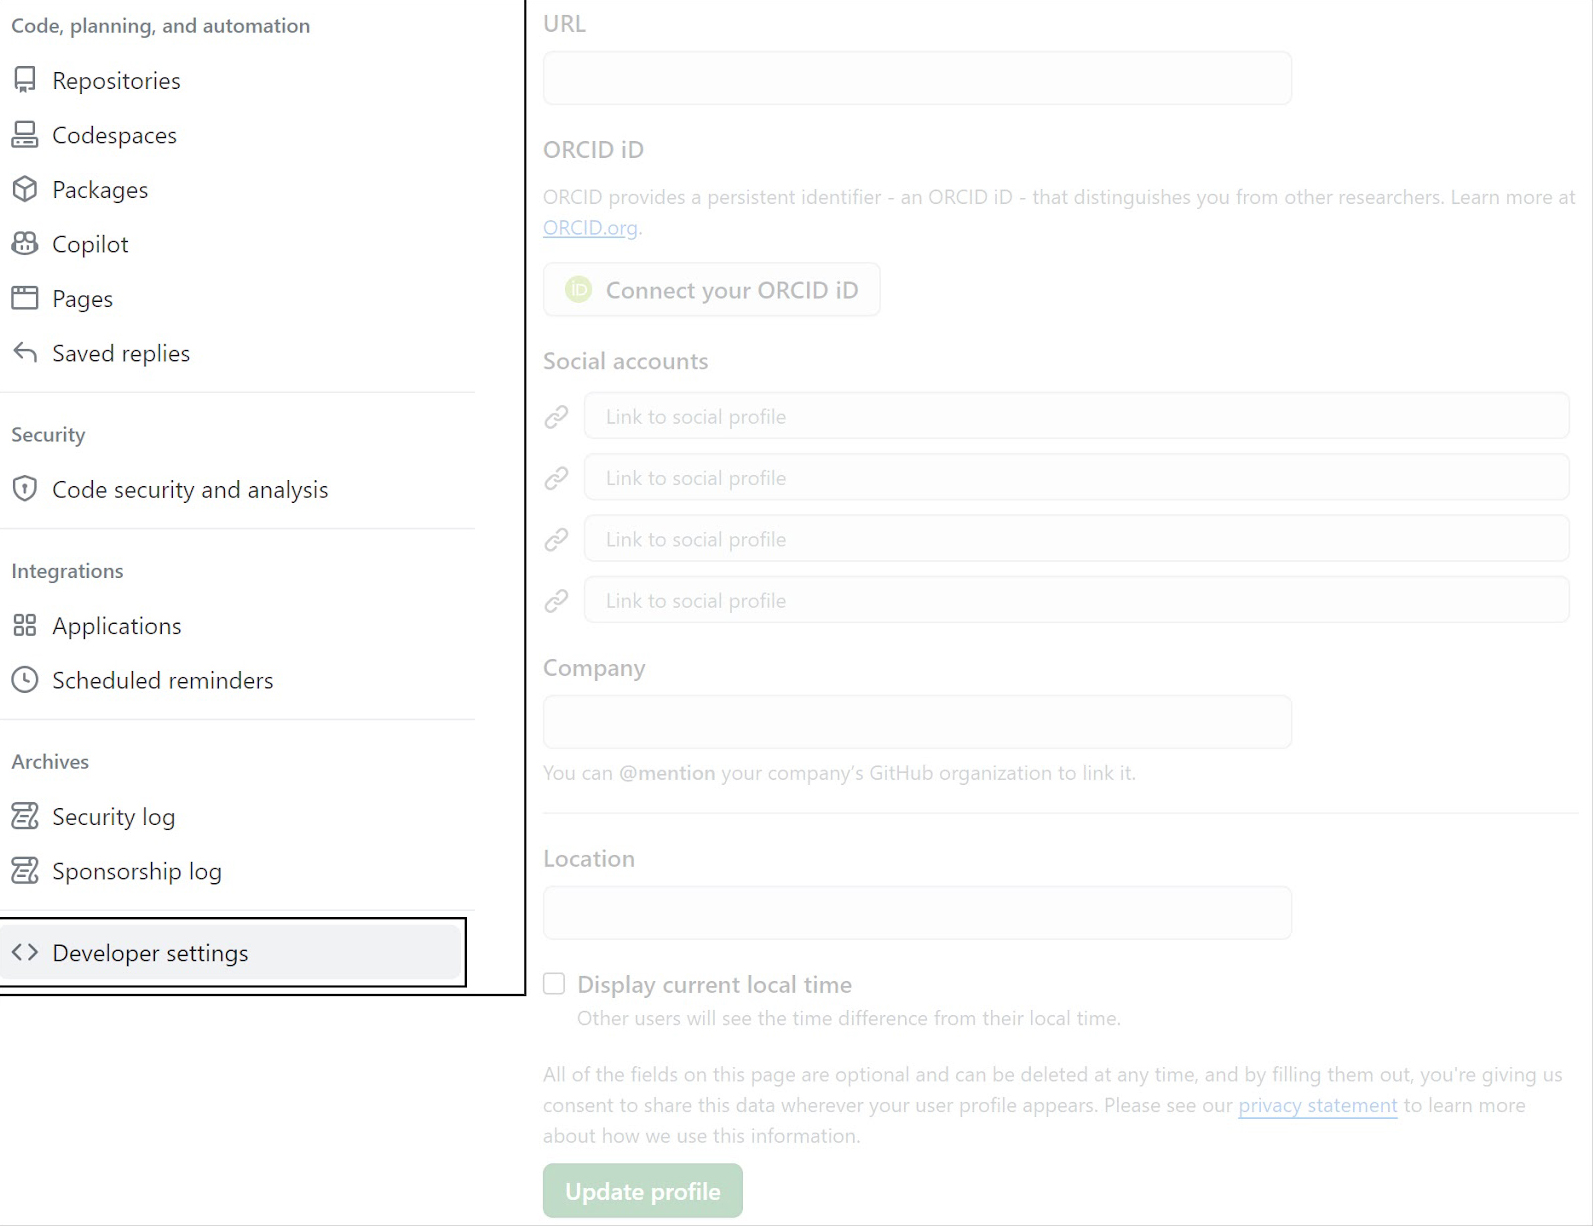 Code, planning, and automation
Repositories
Codespaces
Packages
Copilot
Pages
Saved replies
Security
Code security and analysis
Integrations
Applications
Scheduled reminders
Archives
Security log
Sponsorship log
Developer settings
URL
ORCID iD
ORCID provides a persistent identifier - an ORCID iD - that distinguishes you from other researchers. Learn more at
ORCID.org.
iD Connect your ORCID iD
Social accounts
Link to social profile
Link to social profile
Link to social profile
Link to social profile
Company
You can @mention your company's GitHub organization to link it.
Location
Display current local time
Other users will see the time difference from their local time.
All of the fields on this page are optional and can be deleted at any time, and by filling them out, you're giving us
consent to share this data wherever your user profile appears. Please see our privacy statement to learn more
about how we use this information.
Update profile